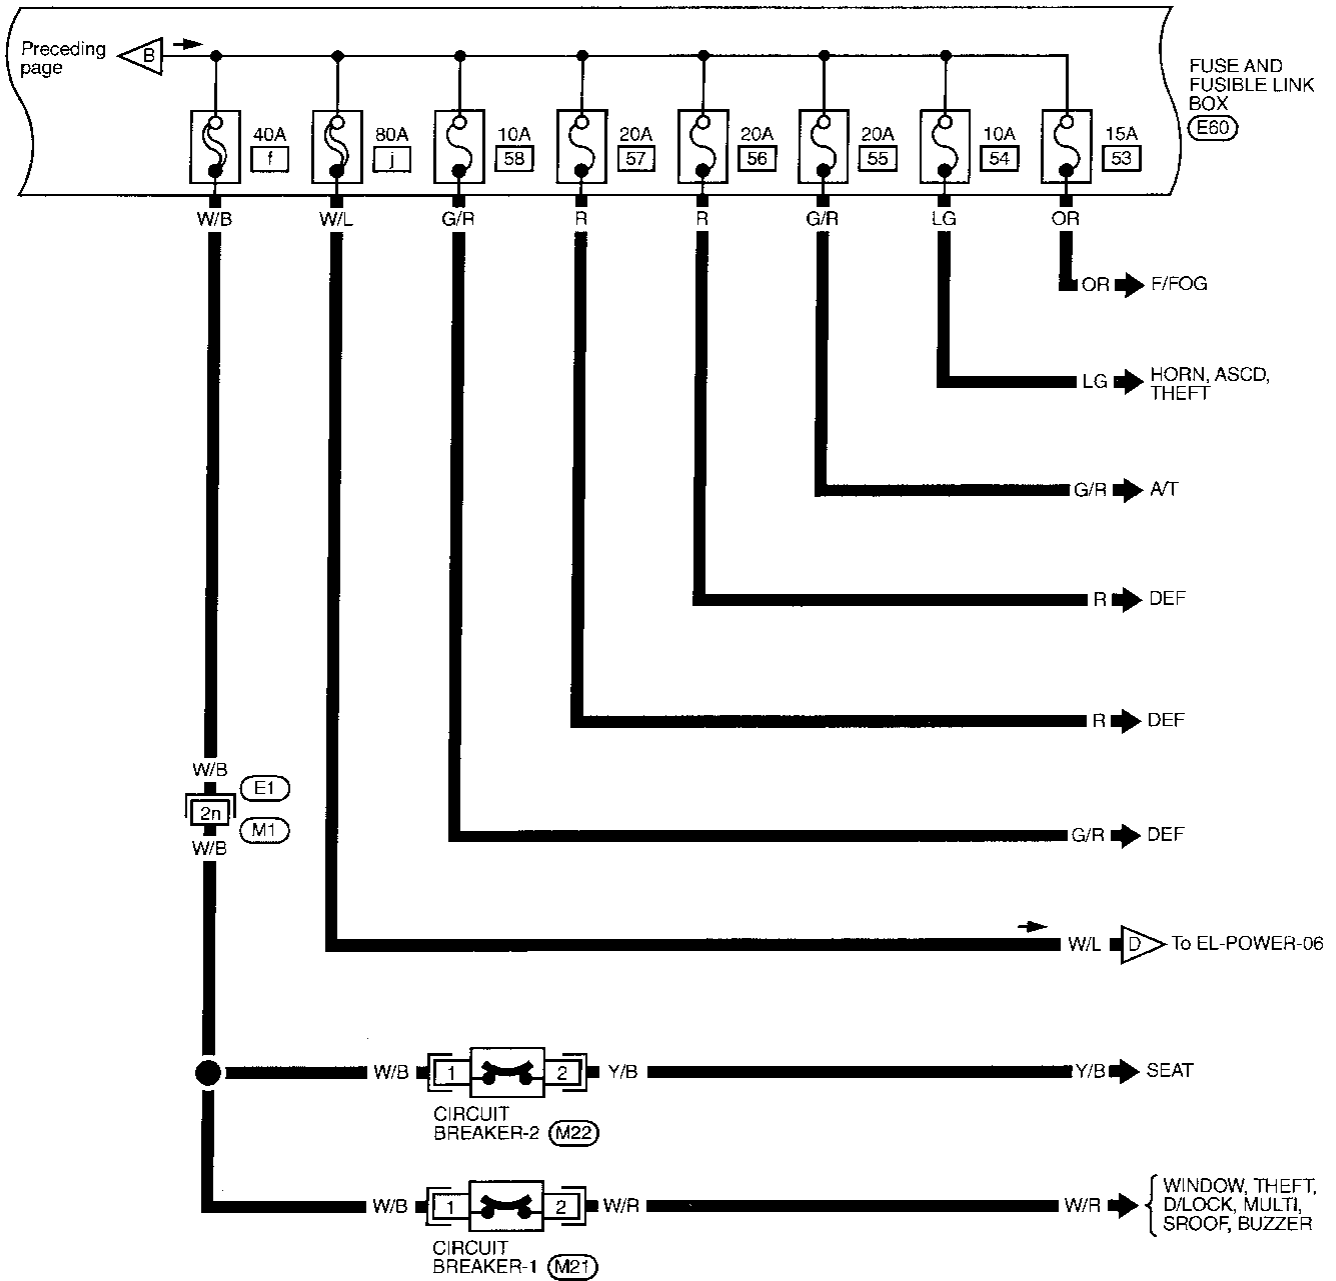 Preceding
page
B
FUSE AND
FUSIBLE LINK
BOX
E60
40A
f
80A
j
10A
58
20A
57
20A
56
20A
55
10A
54
15A
53
W/B
W/L
G/R
R
R
G/R
LG
OR
OR
F/FOG
LG
HORN, ASCD,
THEFT
G/R
A/T
R
DEF
R
DEF
W/B
E1
2n
M1
W/B
G/R
DEF
W/L
D
To EL-POWER-06
W/B
1
2
Y/B
Y/B
SEAT
CIRCUIT
BREAKER-2
M22
W/B
1
2
W/R
W/R
WINDOW, THEFT,
D/LOCK, MULTI,
SROOF, BUZZER
CIRCUIT
BREAKER-1
M21